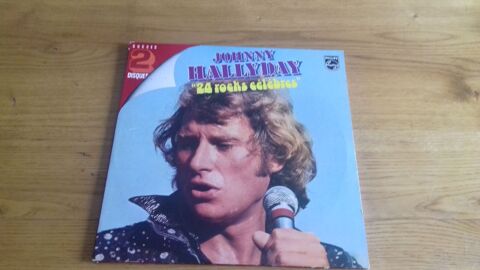 2
DISQUES
JOHNNY
HALLYDAY
"24 rocks célèbres"